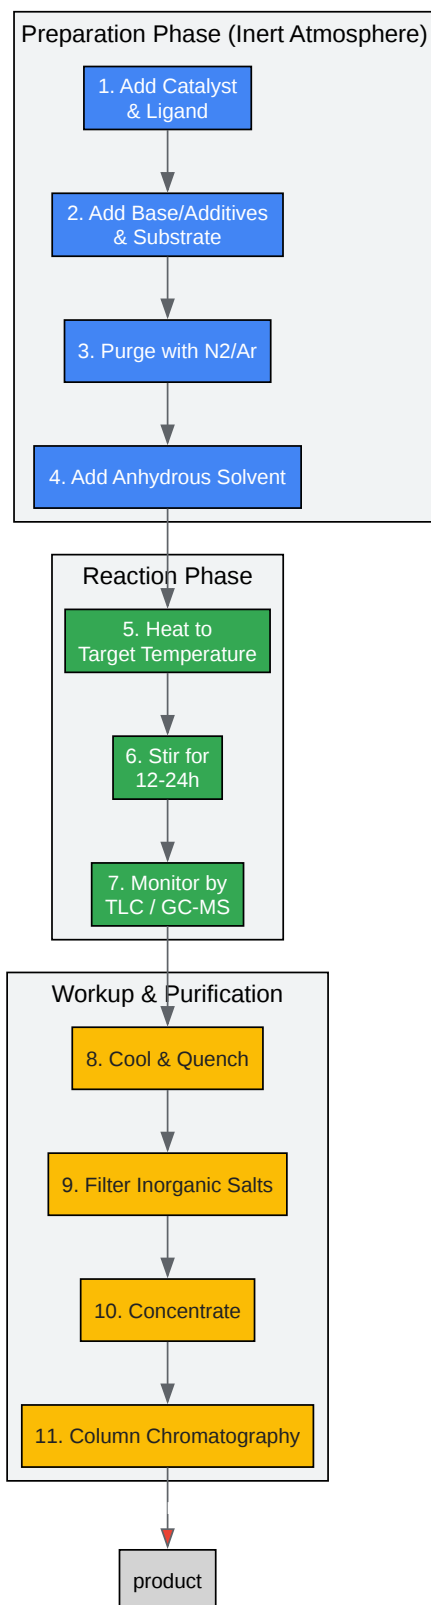 Preparation Phase (Inert Atmosphere)
1. Add Catalyst
& Ligand
2. Add Base/Additives
& Substrate
3. Purge with N2/Ar
4. Add Anhydrous Solvent
Reaction Phase
5. Heat to
Target Temperature
6. Stir for
12-24h
7. Monitor by
TLC / GC-MS
Workup & Purification
8. Cool & Quench
9. Filter Inorganic Salts
10. Concentrate
11. Column Chromatography
product